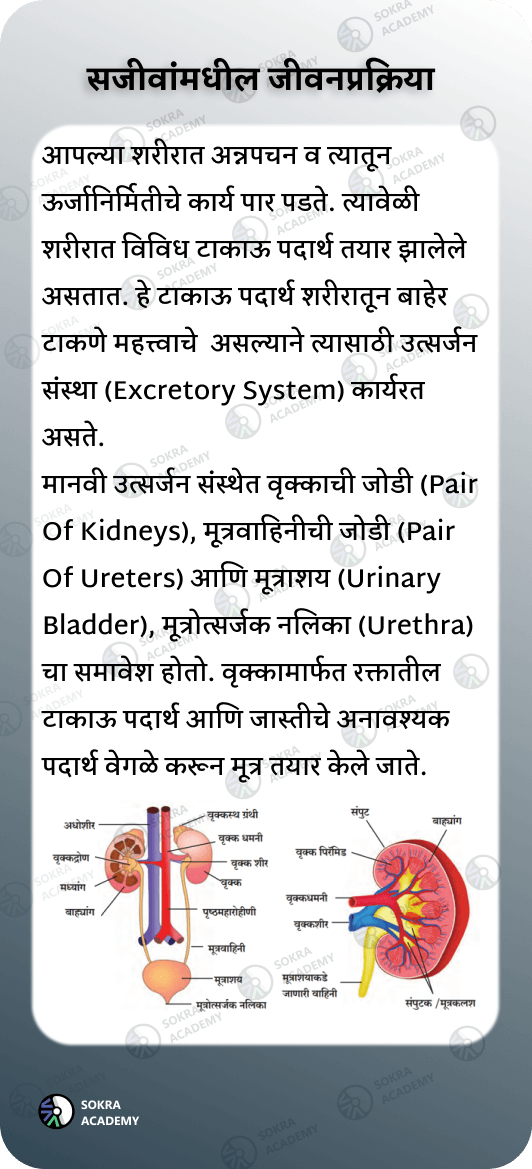 सजीवांमधील जीवनप्रक्रिया
आपल्या शरीरात अन्नपचन व त्यातून
ऊर्जानिर्मितीचे कार्य पार पडते. त्यावेळी
शरीरात विविध टाकाऊ पदार्थ तयार झालेले
असतात. हे टाकाऊ पदार्थ शरीरातून बाहेर
टाकणे महत्त्वाचे असल्याने त्यासाठी उत्सर्जन
संस्था (Excretory System) कार्यरत
असते.
मानवी उत्सर्जन संस्थेत वृक्काची जोडी (Pair
Of Kidneys), मूत्रवाहिनीची जोडी (Pair
Of Ureters) आणि मूत्राशय (Urinary
Bladder), मूत्रोत्सर्जक नलिका (Urethra)
चा समावेश होतो. वृक्कामार्फत रक्तातील
टाकाऊ पदार्थ आणि जास्तीचे अनावश्यक
पदार्थ वेगळे करून मूत्र तयार केले जाते.
अधोशीर
वृक्कद्रोण
मध्यांग
बाह्यांग
वृक्कस्थ ग्रंथी
वृक्क धमनी
वृक्क शीर
वृक्क
पृष्ठमहारोहीणी
मूत्रवाहिनी
मूत्राशय
मूत्रोत्सर्जक नलिका
संपुट
बाह्यांग
वृक्क पिरॅमिड
वृक्कधमनी
वृक्कशीर
मूत्राशयाकडे
जाणारी वाहिनी
संपुटक /मूत्रकलश
SOKRA
ACADEMY